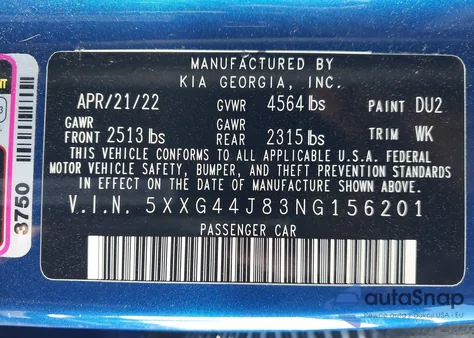 MANUFACTURED BY
KIA GEORGIA, INC.
APR/21/22 GVWR 4564 lbs PAINT DU2
GAWR FRONT 2513 lbs GAWR REAR 2315 lbs TRIM WK
THIS VEHICLE CONFORMS TO ALL APPLICABLE U.S.A. FEDERAL
MOTOR VEHICLE SAFETY, BUMPER, AND THEFT PREVENTION STANDARDS
IN EFFECT ON THE DATE OF MANUFACTURE SHOWN ABOVE.
V.I.N. 5XXG44J83NG156201
PASSENGER CAR
3750
autoSnap